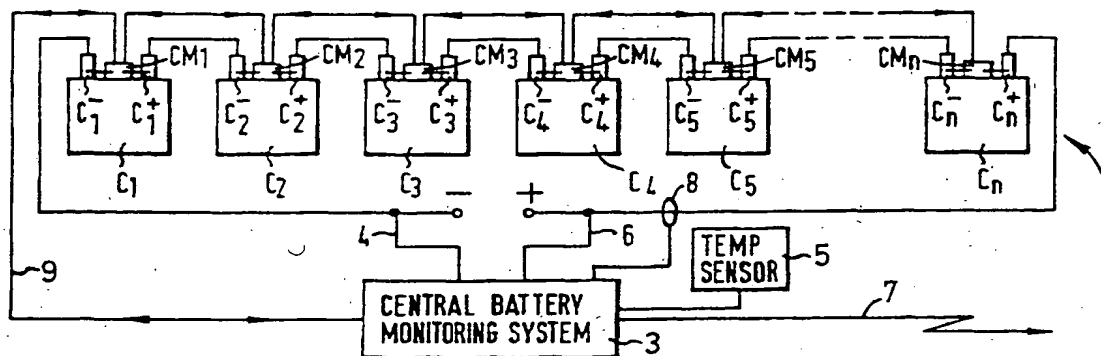 CM1 CM2 CM3 CM4 CM5 CMn
C1- C1+ C2- C2+ C3- C3+ C4- C4+ C5- C5+ Cn- Cn+
C1 C2 C3 C4 C5 Cn
- +
8
4 6
TEMP
SENSOR
5
9
7
CENTRAL BATTERY
MONITORING SYSTEM
3